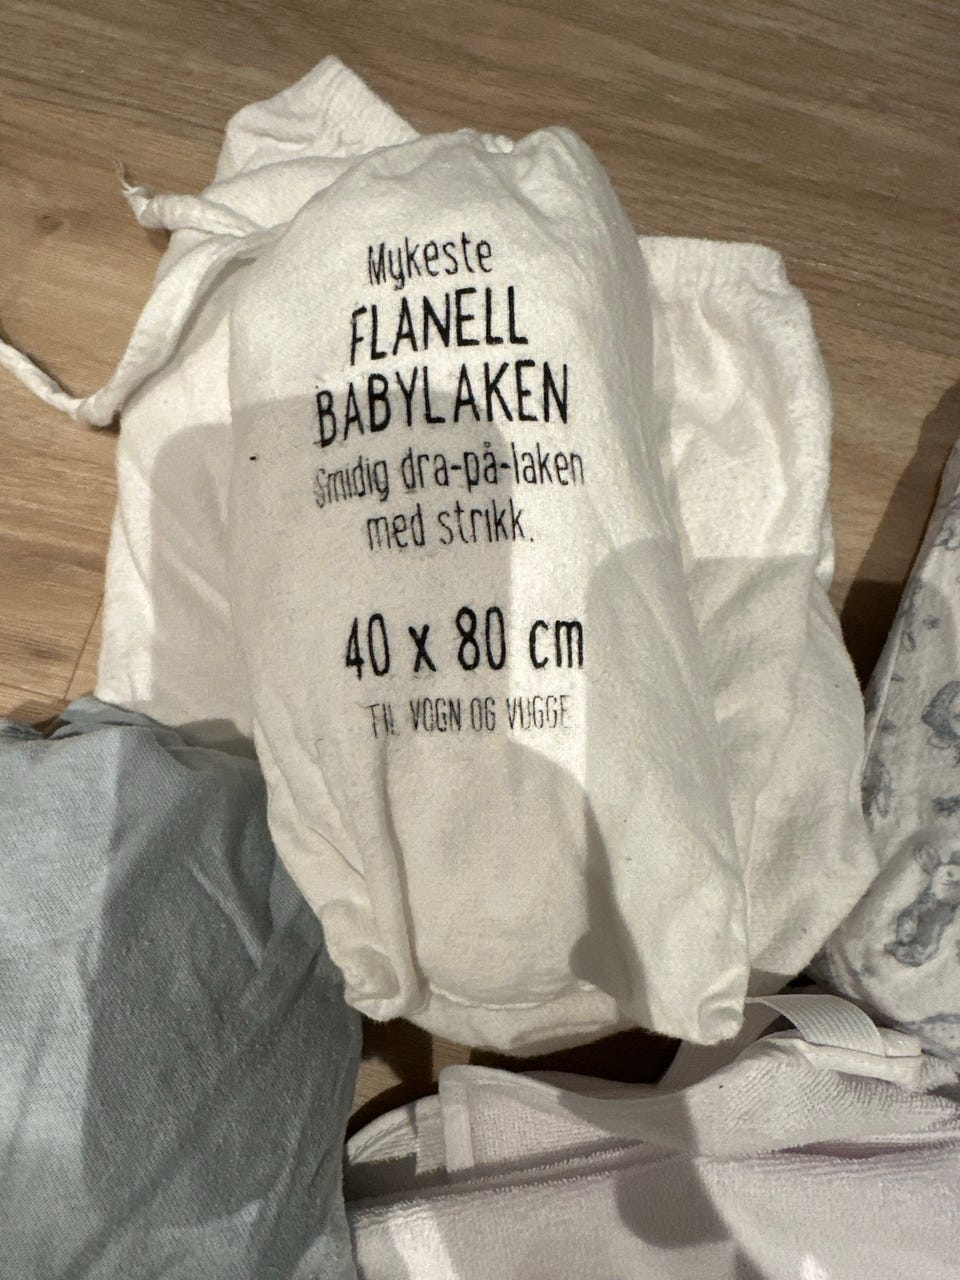 Mykeste
FLANELL
BABYLAKEN
Smidig dra-på-laken
med strikk.
40 x 80 cm
TIL VOGN OG VUGGE